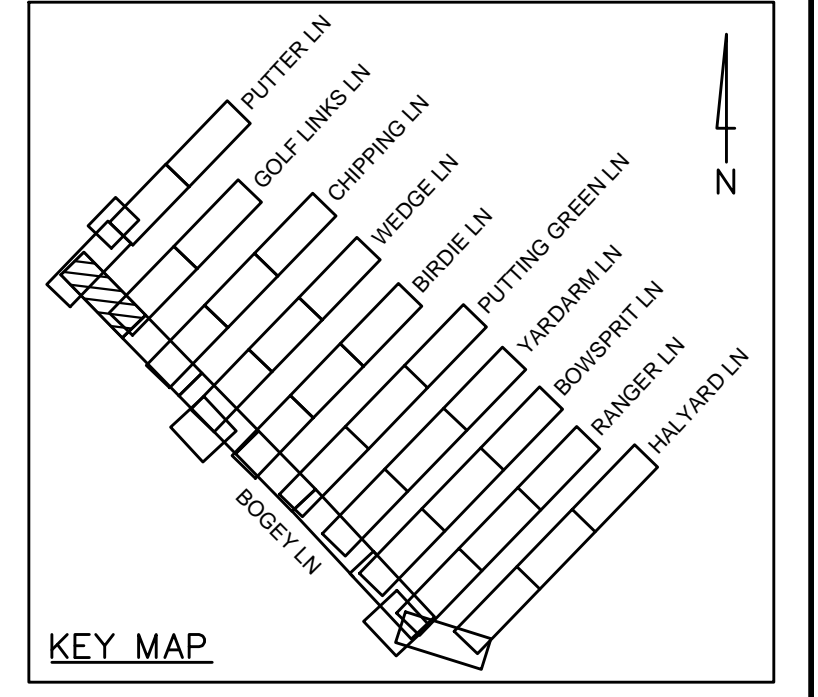 PUTTER LN
GOLF LINKS LN
CHIPPING LN
WEDGE LN
BIRDIE LN
PUTTING GREEN LN
YARDARM LN
BOWSPRIT LN
RANGER LN
HALYARD LN
N
BOGEY LN
KEY MAP